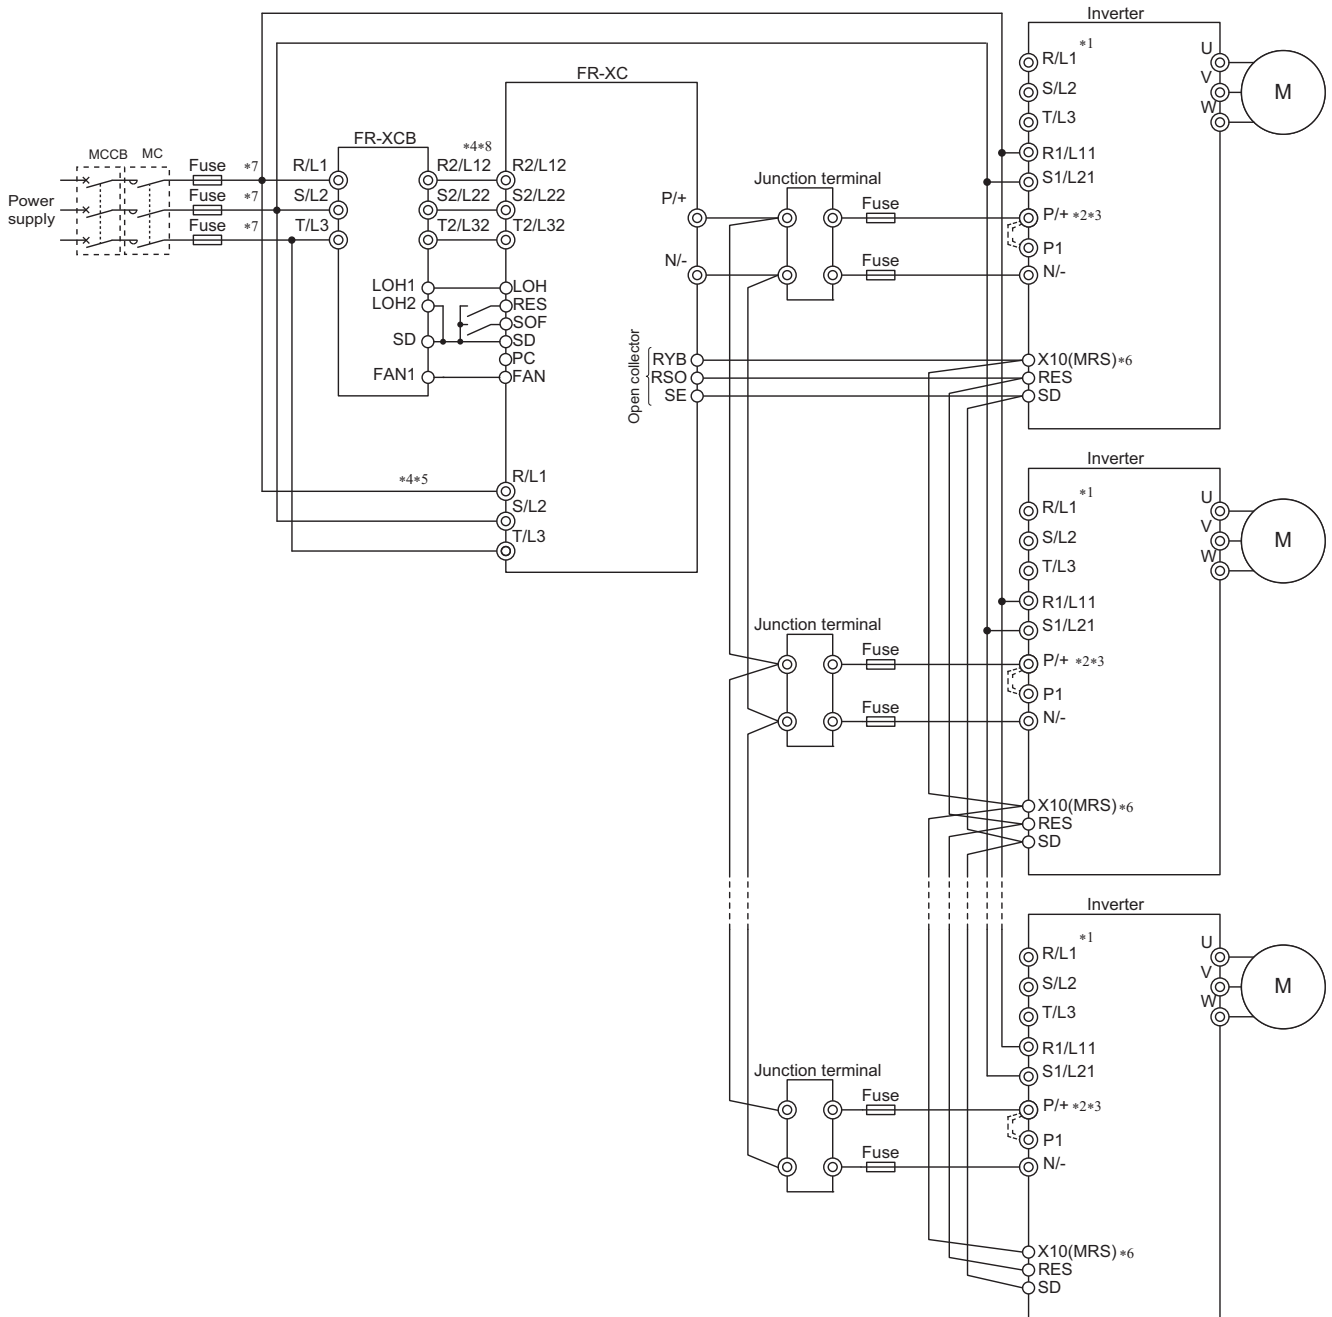 Power
supply
MCCB
MC
Fuse
*7
Fuse
*7
Fuse
*7
FR-XCB
R/L1
S/L2
T/L3
R2/L12
S2/L22
T2/L32
LOH1
LOH2
SD
FAN1
*4*8
FR-XC
R2/L12
S2/L22
T2/L32
LOH
RES
SOF
SD
PC
FAN
*4*5
R/L1
S/L2
T/L3
P/+
N/-
Open collector
RYB
RSO
SE
Junction terminal
Fuse
Fuse
Inverter
R/L1
*1
S/L2
T/L3
R1/L11
S1/L21
P/+ *2*3
P1
N/-
X10(MRS) *6
RES
SD
U
V
W
M
Junction terminal
Fuse
Fuse
Inverter
R/L1
*1
S/L2
T/L3
R1/L11
S1/L21
P/+ *2*3
P1
N/-
X10(MRS) *6
RES
SD
U
V
W
M
Junction terminal
Fuse
Fuse
Inverter
R/L1
*1
S/L2
T/L3
R1/L11
S1/L21
P/+ *2*3
P1
N/-
X10(MRS) *6
RES
SD
U
V
W
M